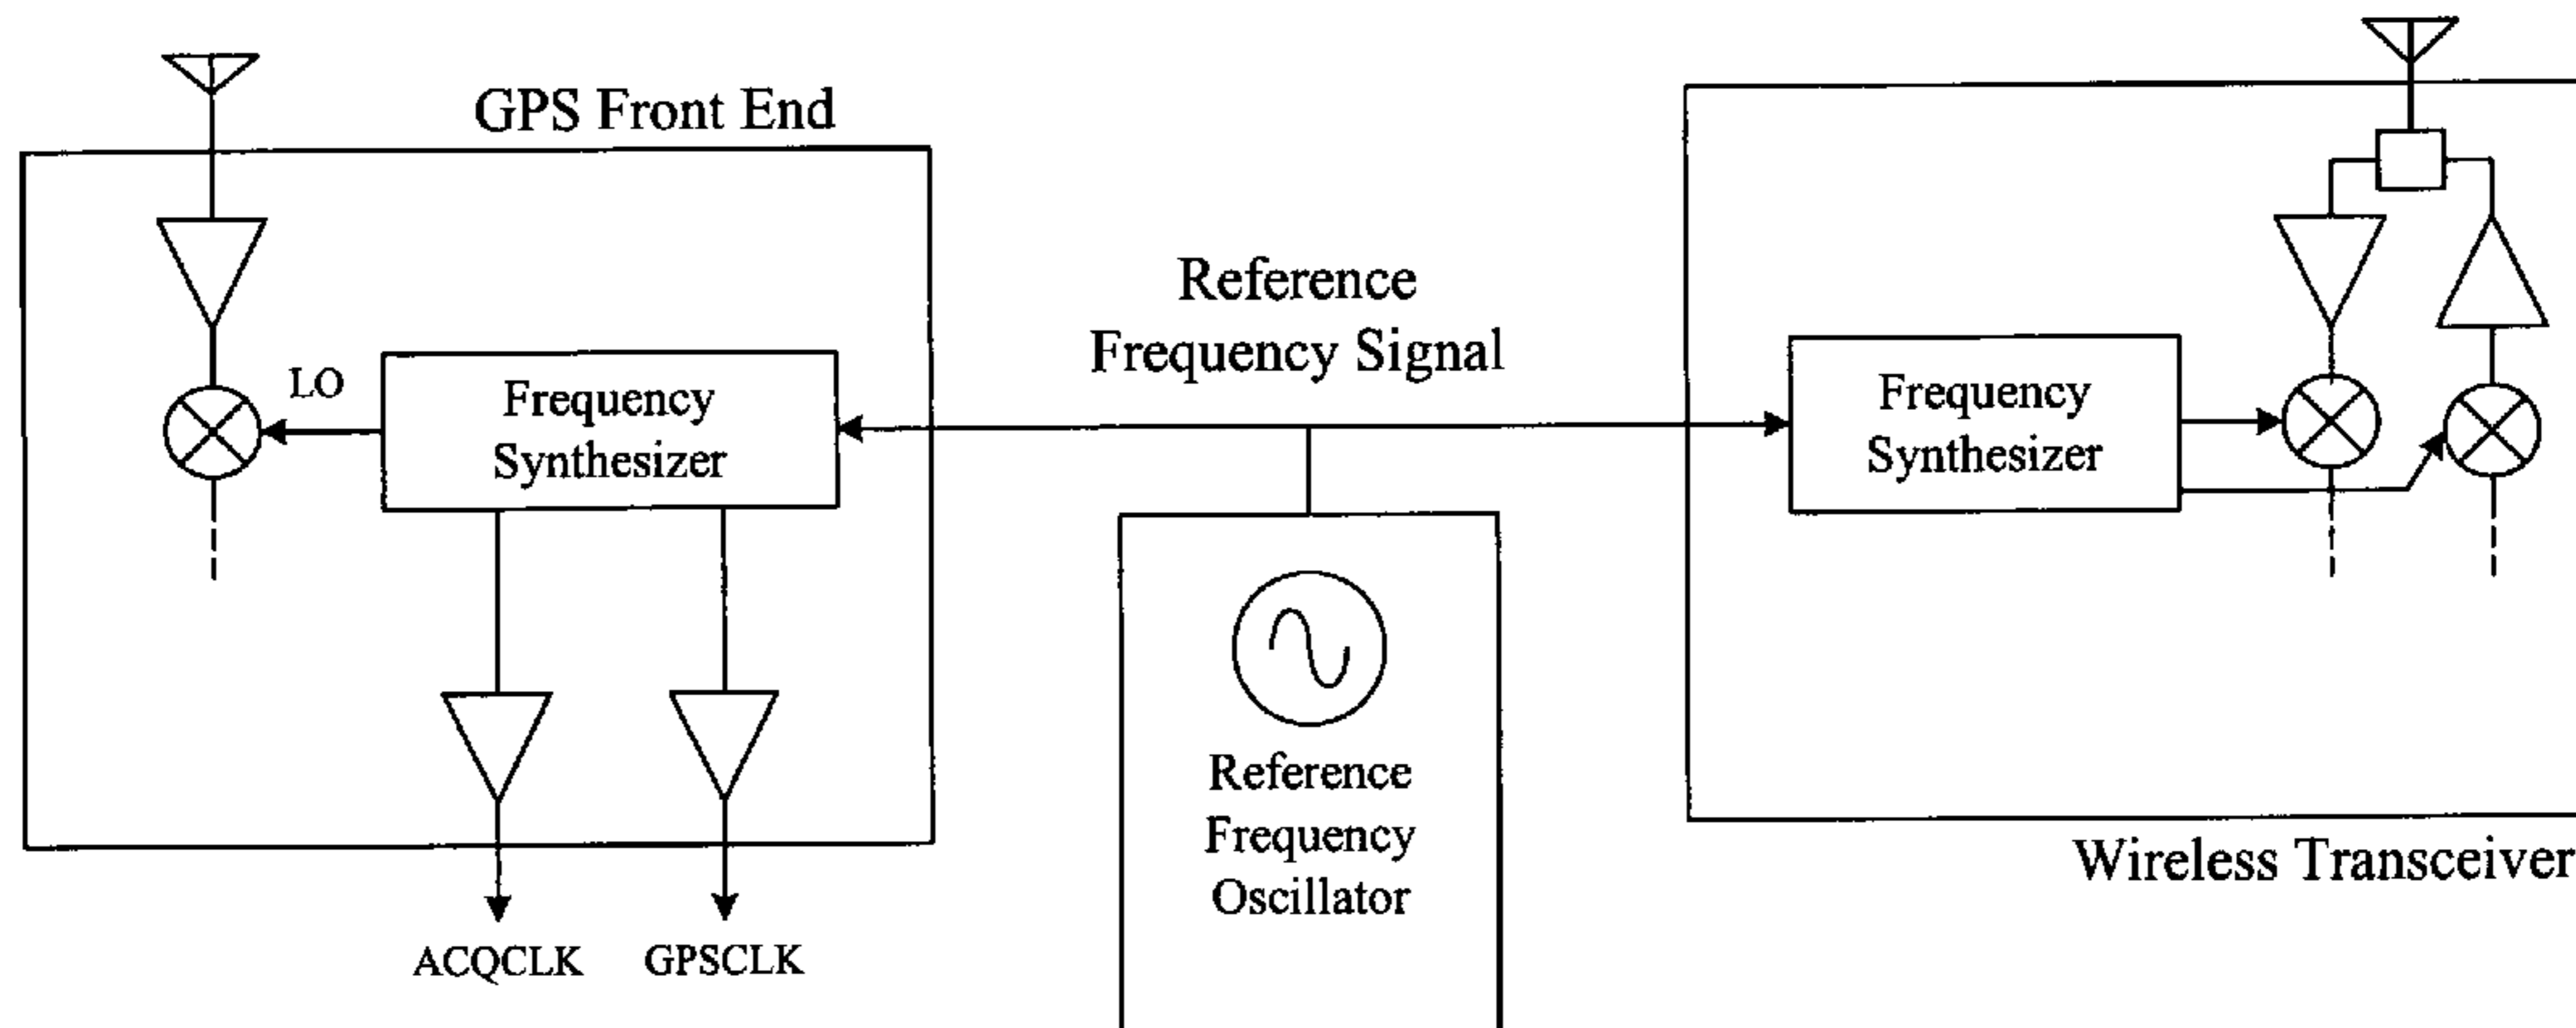 GPS Front End
LO
Frequency
Synthesizer
ACQCLK
GPSCLK
Reference
Frequency Signal
Reference
Frequency
Oscillator
Frequency
Synthesizer
Wireless Transceiver